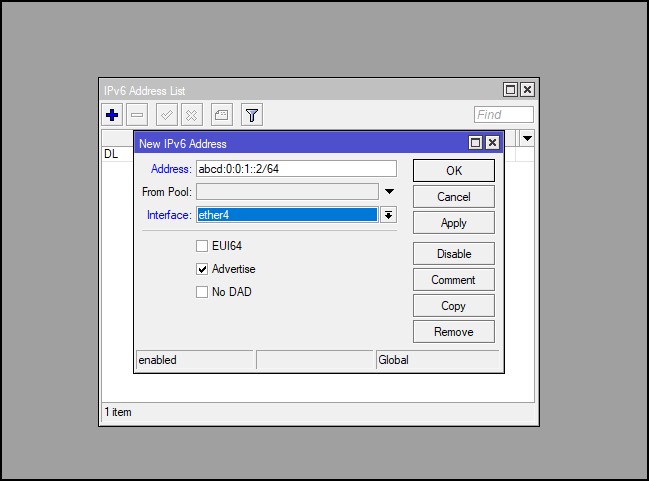 IPv6 Address List
Find
DL
New IPv6 Address
Address: abcd:0:0:1::2/64
From Pool:
Interface: ether4
EUI64
Advertise
No DAD
OK
Cancel
Apply
Disable
Comment
Copy
Remove
enabled
Global
1 item